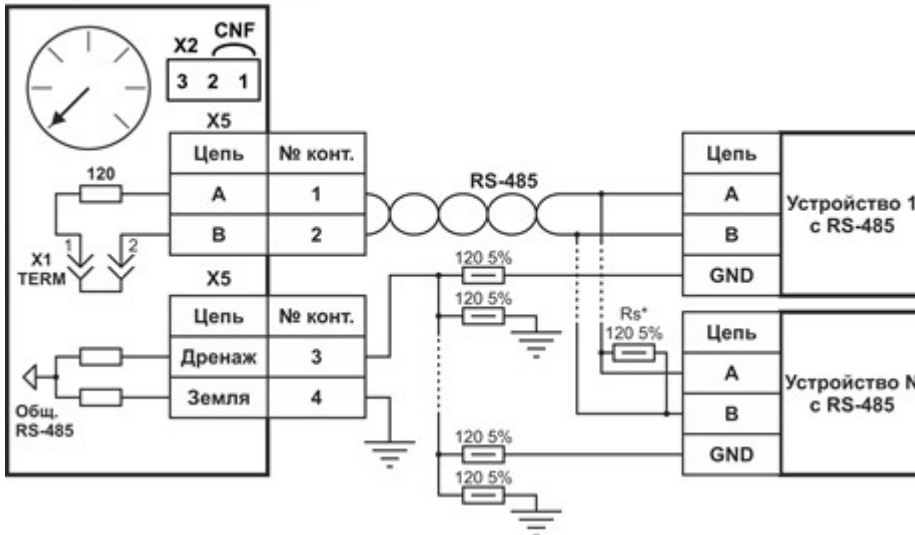 CNF
X2
3 2 1
X5
Цепь № конт.
A 1
B 2
120
1 2
X1
TERM
X5
Цепь № конт.
Дренаж 3
Земля 4
Общ.
RS-485
RS-485
120 5%
120 5%
Rs*
120 5%
120 5%
120 5%
Цепь
A
B
GND
Устройство 1
с RS-485
Цепь
A
B
GND
Устройство N
с RS-485